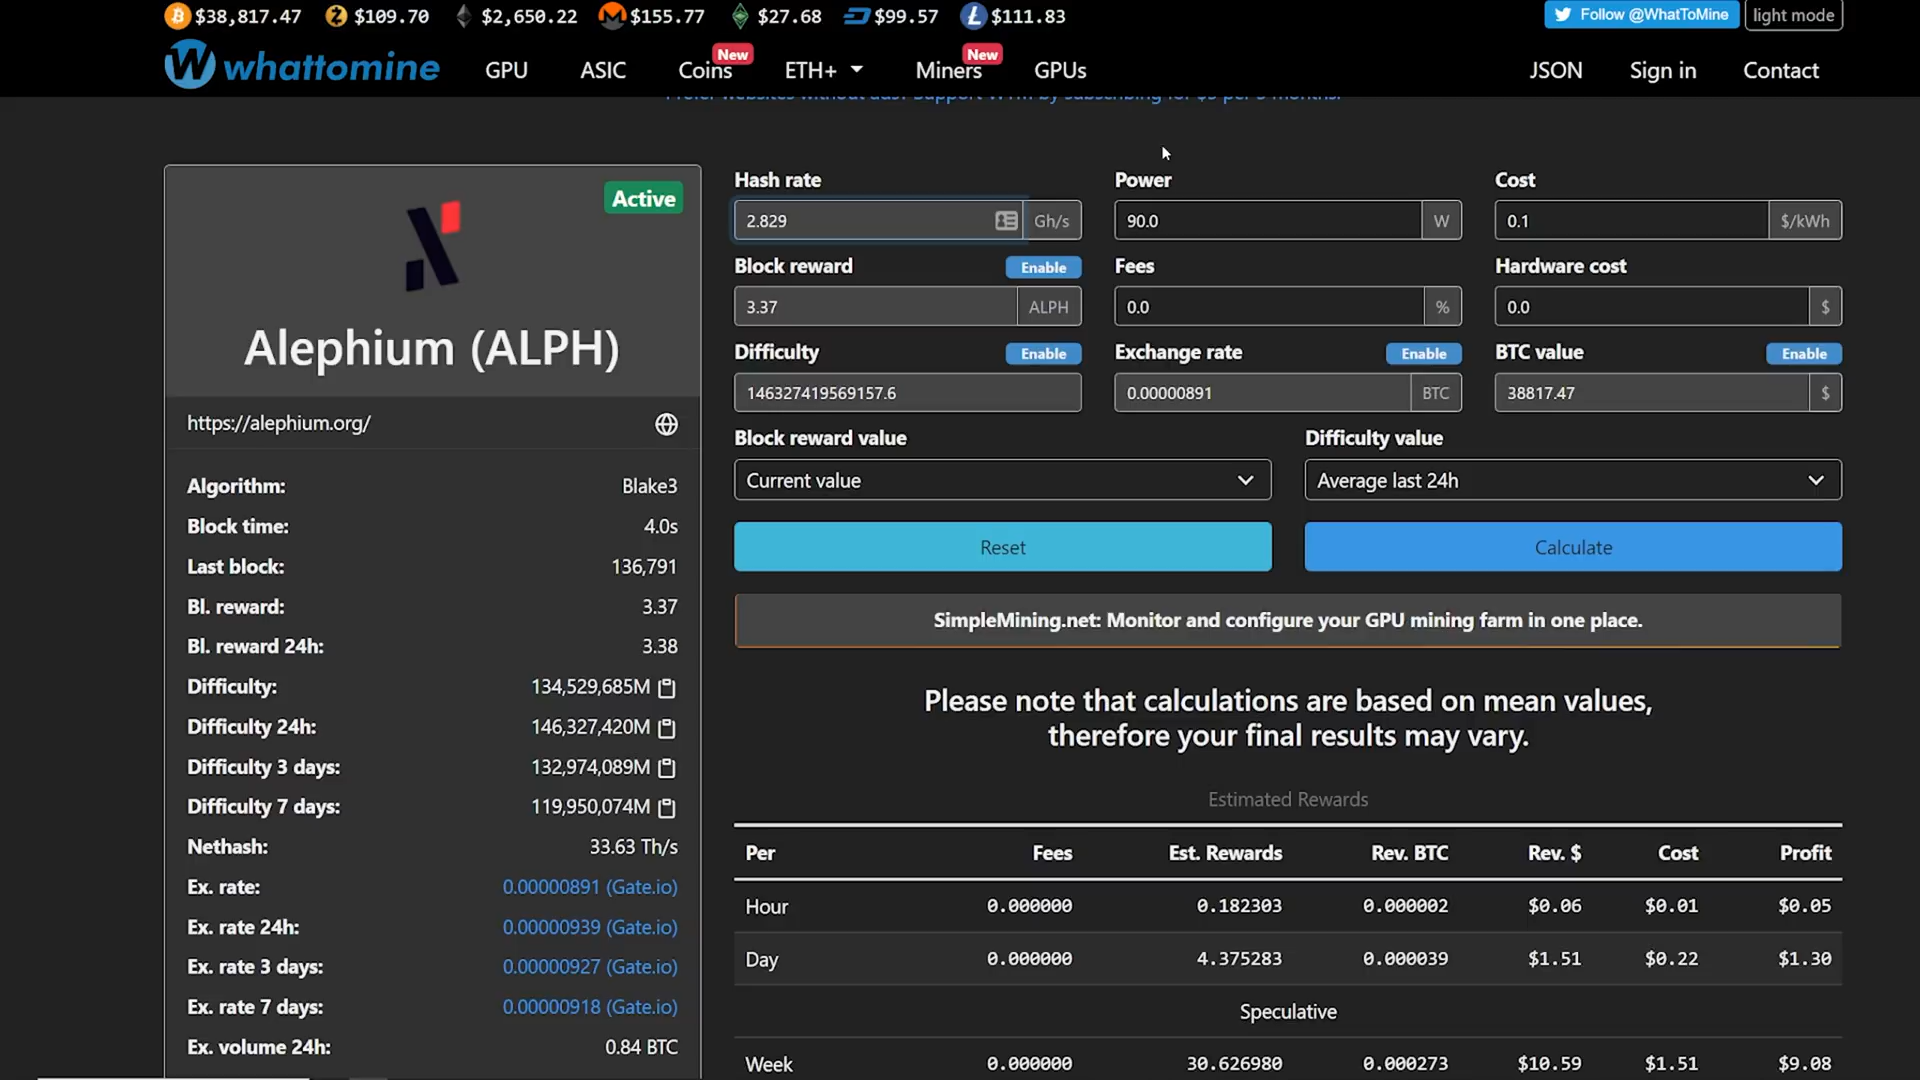 $38,817.47 $109.70 $2,650.22 $155.77 $27.68 $99.57 $111.83 Follow @WhatToMine light mode
whattomine GPU ASIC Coins New ETH+ Miners New GPUs JSON Sign in Contact
Prefer websites without ads? Support WTM by subscribing for $5 per 3 months.
Active
Alephium (ALPH)
https://alephium.org/
Algorithm: Blake3
Block time: 4.0s
Last block: 136,791
Bl. reward: 3.37
Bl. reward 24h: 3.38
Difficulty: 134,529,685M
Difficulty 24h: 146,327,420M
Difficulty 3 days: 132,974,089M
Difficulty 7 days: 119,950,074M
Nethash: 33.63 Th/s
Ex. rate: 0.00000891 (Gate.io)
Ex. rate 24h: 0.00000939 (Gate.io)
Ex. rate 3 days: 0.00000927 (Gate.io)
Ex. rate 7 days: 0.00000918 (Gate.io)
Ex. volume 24h: 0.84 BTC
Hash rate Power Cost
2.829 Gh/s 90.0 W 0.1 $/kWh
Block reward Enable Fees Hardware cost
3.37 ALPH 0.0 % 0.0 $
Difficulty Enable Exchange rate Enable BTC value Enable
146327419569157.6 0.00000891 BTC 38817.47 $
Block reward value Difficulty value
Current value Average last 24h
Reset Calculate
SimpleMining.net: Monitor and configure your GPU mining farm in one place.
Please note that calculations are based on mean values,
therefore your final results may vary.
Estimated Rewards
Per Fees Est. Rewards Rev. BTC Rev. $ Cost Profit
Hour 0.000000 0.182303 0.000002 $0.06 $0.01 $0.05
Day 0.000000 4.375283 0.000039 $1.51 $0.22 $1.30
Speculative
Week 0.000000 30.626980 0.000273 $10.59 $1.51 $9.08